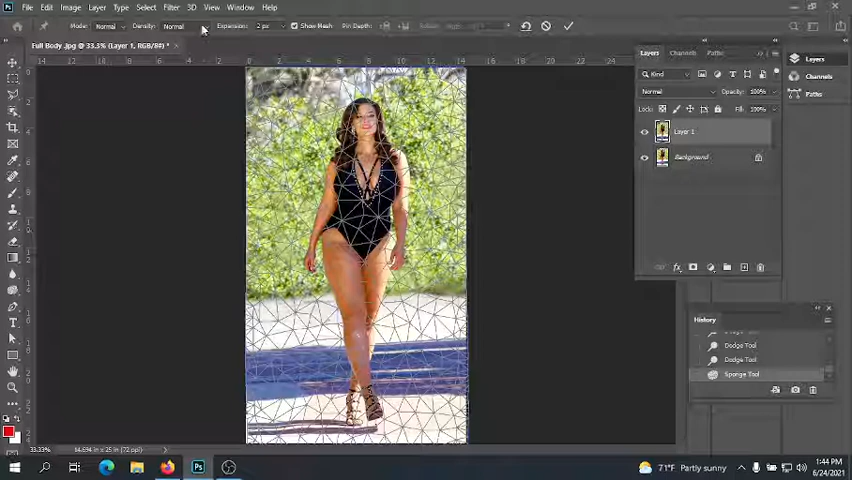 File Edit Image Layer Type Select Filter 3D View Window Help
Mode: Normal Density: Normal Expansion: 2 px Show Mesh Pin Depth:
Full Body .jpg @ 33.3% (Layer 1, RGB/8#) *
Layers Channels Paths
Kind
Normal Opacity: 100%
Lock: Fill: 100%
Layer 1
Background
Layers
Channels
Paths
History
Dodge Tool
Dodge Tool
Sponge Tool
33.33% 14.694 in x 25 in (72 ppi)
71°F Partly sunny
1:44 PM
6/24/2021